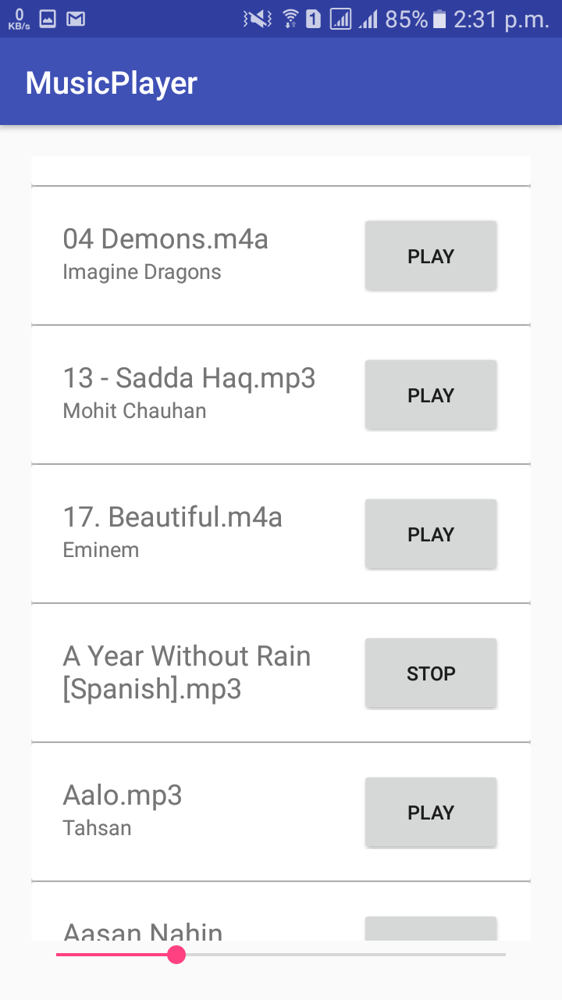 0 KB/s 1 85% 2:31 p.m.
MusicPlayer
04 Demons.m4a
Imagine Dragons
PLAY
13 - Sadda Haq.mp3
Mohit Chauhan
PLAY
17. Beautiful.m4a
Eminem
PLAY
A Year Without Rain
[Spanish].mp3
STOP
Aalo.mp3
Tahsan
PLAY
Aasan Nahin